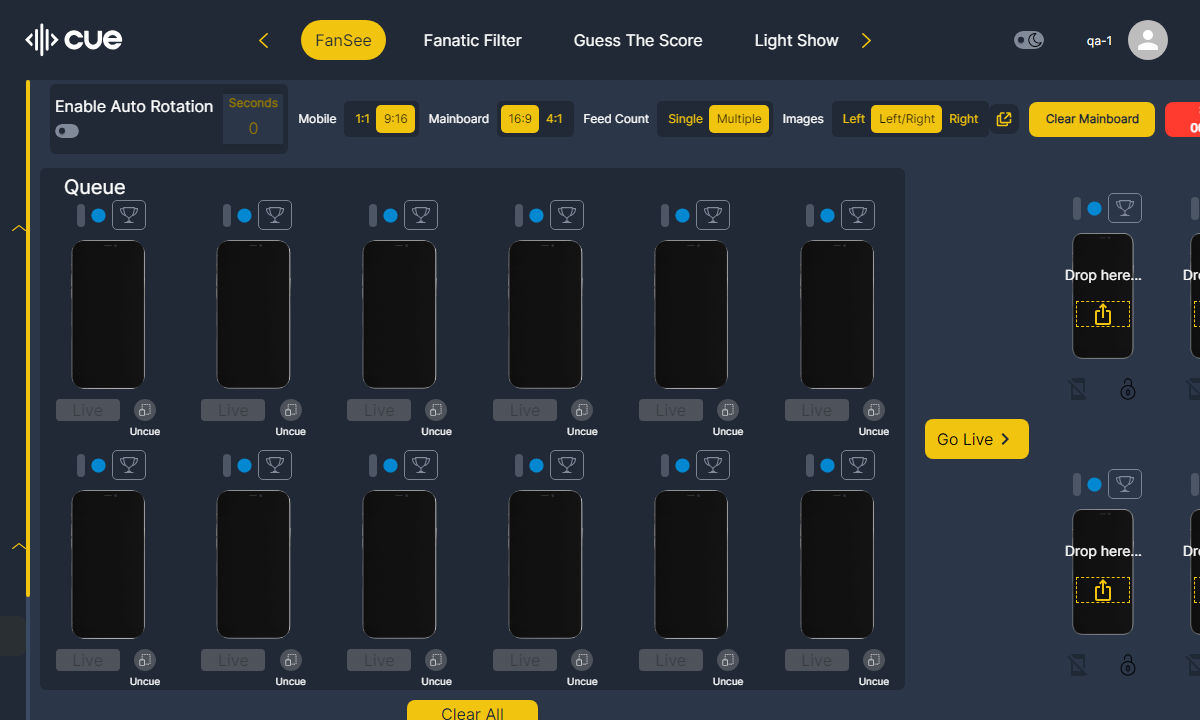 cue
FanSee
Fanatic Filter
Guess The Score
Light Show
qa-1
Enable Auto Rotation
Seconds
0
Mobile
1:1
9:16
Mainboard
16:9
4:1
Feed Count
Single
Multiple
Images
Left
Left/Right
Right
Clear Mainboard
Queue
Live
Uncue
Live
Uncue
Live
Uncue
Live
Uncue
Live
Uncue
Live
Uncue
Drop here...
Go Live
Live
Uncue
Live
Uncue
Live
Uncue
Live
Uncue
Live
Uncue
Live
Uncue
Drop here...
Clear All